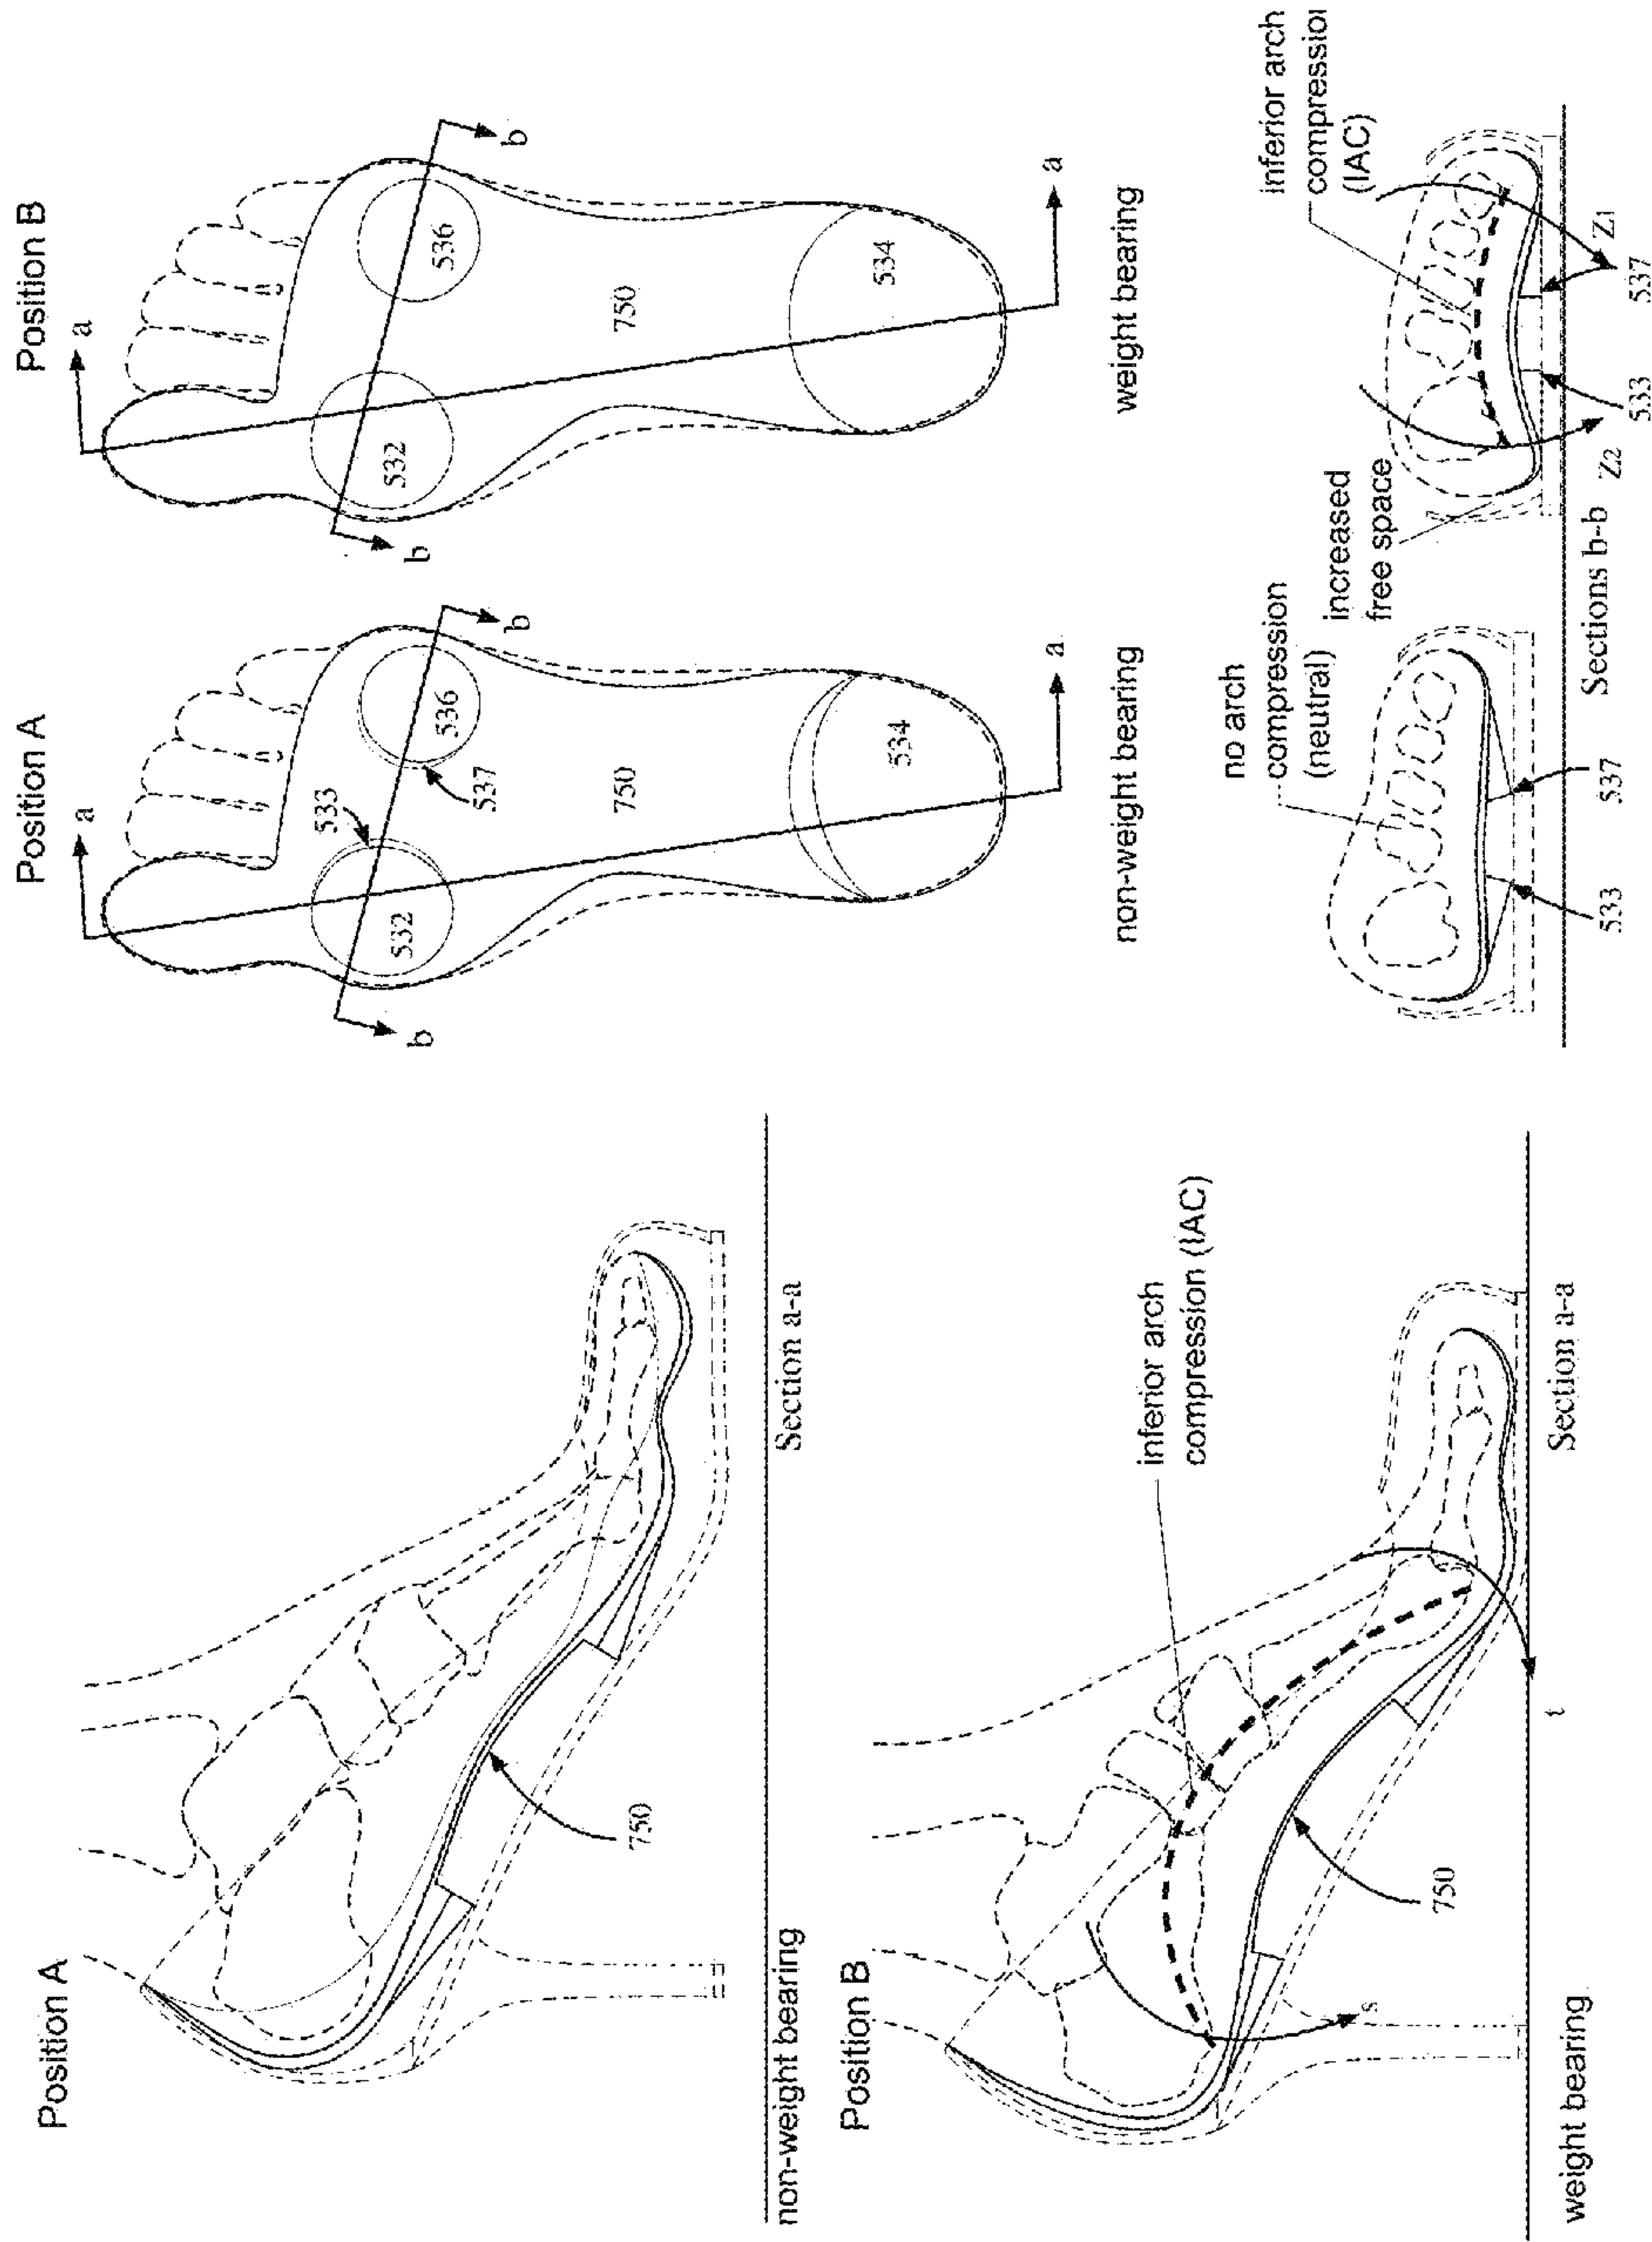 Position A
750
Section a-a
non-weight bearing
Position B
inferior arch
compression (IAC)
750
s
t
Section a-a
weight bearing
Position A
a
533
532
537
536
b
b
750
534
a
non-weight bearing
Position B
a
532
536
b
b
750
534
a
weight bearing
no arch
compression
(neutral)
533
537
increased
free space
inferior arch
compression
(IAC)
Z2
533
537
Z1
Sections b-b